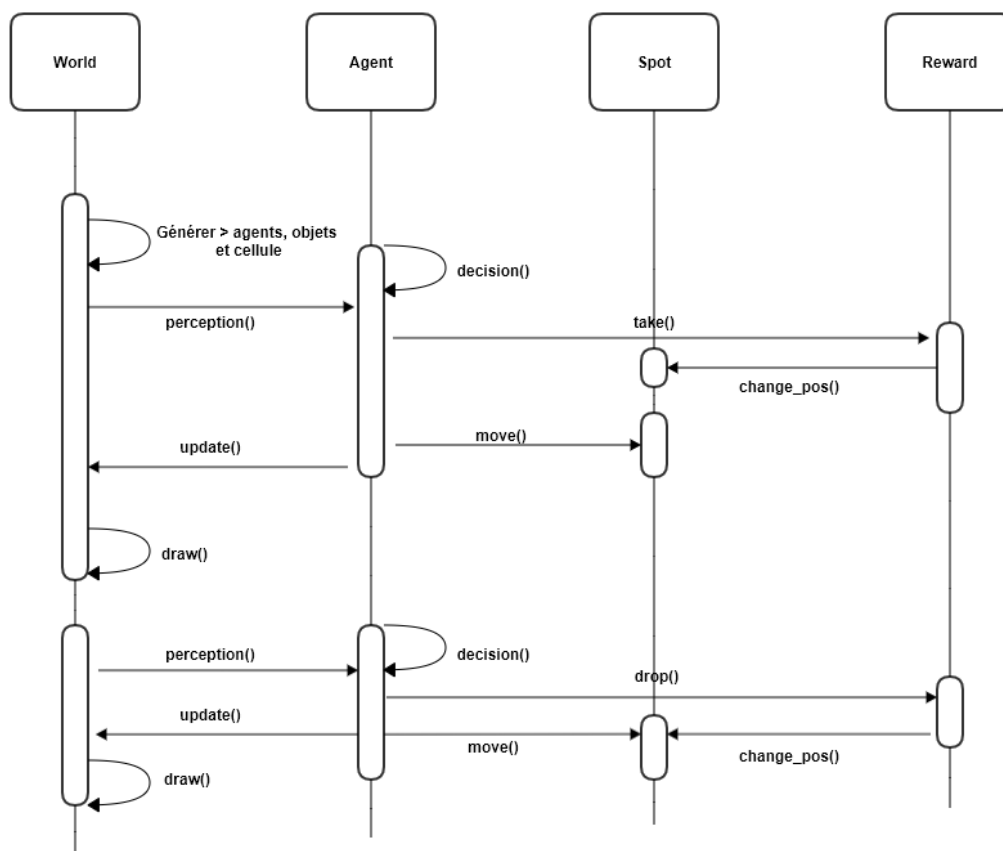 World
Agent
Spot
Reward
Générer > agents, objets
et cellule
decision()
perception()
take()
change_pos()
move()
update()
draw()
perception()
decision()
drop()
update()
move()
change_pos()
draw()